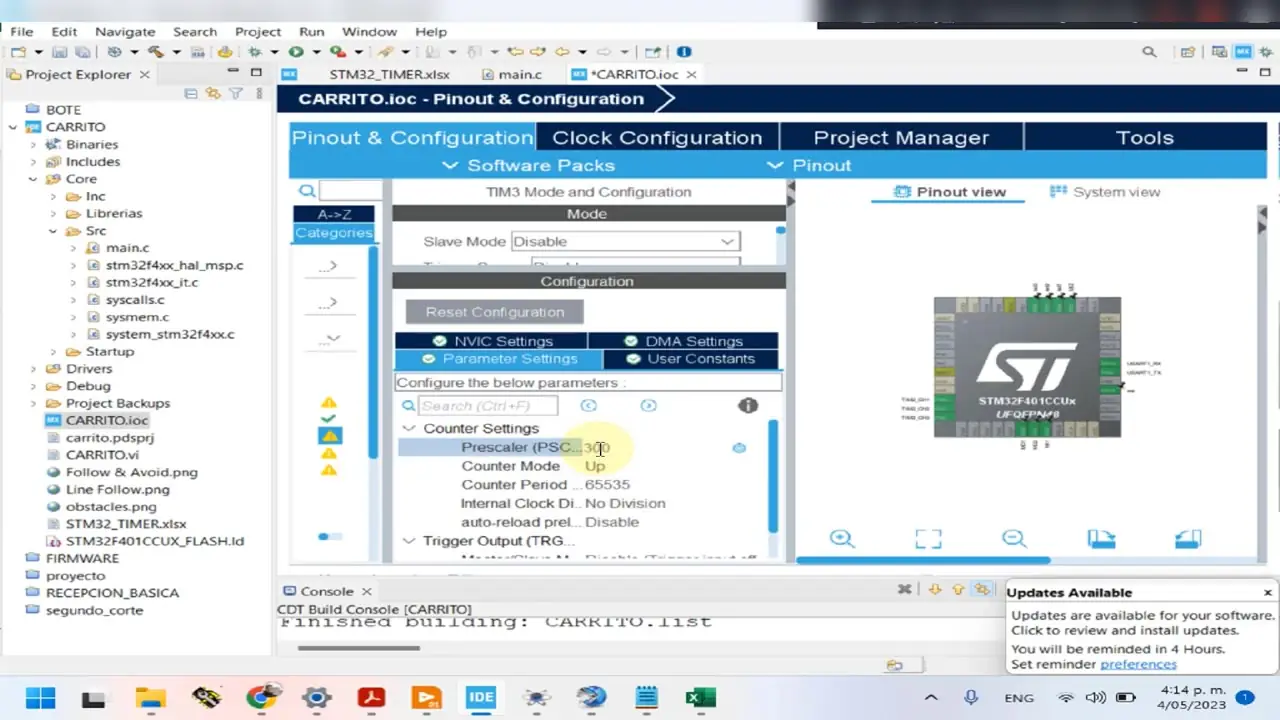 File Edit Navigate Search Project Run Window Help
Project Explorer
STM32_TIMER.xlsx
main.c
*CARRITO.ioc
CARRITO.ioc - Pinout & Configuration
Pinout & Configuration
Clock Configuration
Project Manager
Tools
Software Packs
Pinout
BOTE
CARRITO
Binaries
Includes
Core
Inc
Librerias
Src
main.c
stm32f4xx_hal_msp.c
stm32f4xx_it.c
syscalls.c
sysmem.c
system_stm32f4xx.c
Startup
Drivers
Debug
Project Backups
CARRITO.ioc
carrito.pdsprj
CARRITO.vi
Follow & Avoid.png
Line Follow.png
obstacles.png
STM32_TIMER.xlsx
STM32F401CCUX_FLASH.ld
FIRMWARE
proyecto
RECEPCION_BASICA
segundo_corte
A->Z
Categories
TIM3 Mode and Configuration
Mode
Slave Mode Disable
Configuration
Reset Configuration
NVIC Settings
DMA Settings
Parameter Settings
User Constants
Configure the below parameters :
Search (Ctrl+F)
Counter Settings
Prescaler (PSC... 300
Counter Mode Up
Counter Period ... 65535
Internal Clock Di.. No Division
auto-reload prel... Disable
Trigger Output (TRG...
Pinout view
System view
STM32F401CCUx
UFQFPN48
USART1_RX
USART1_TX
Console
CDT Build Console [CARRITO]
Finished building: CARRITO.list
Updates Available
Updates are available for your software.
Click to review and install updates.
You will be reminded in 4 Hours.
Set reminder preferences
IDE
ENG
4:14 p. m.
4/05/2023
1